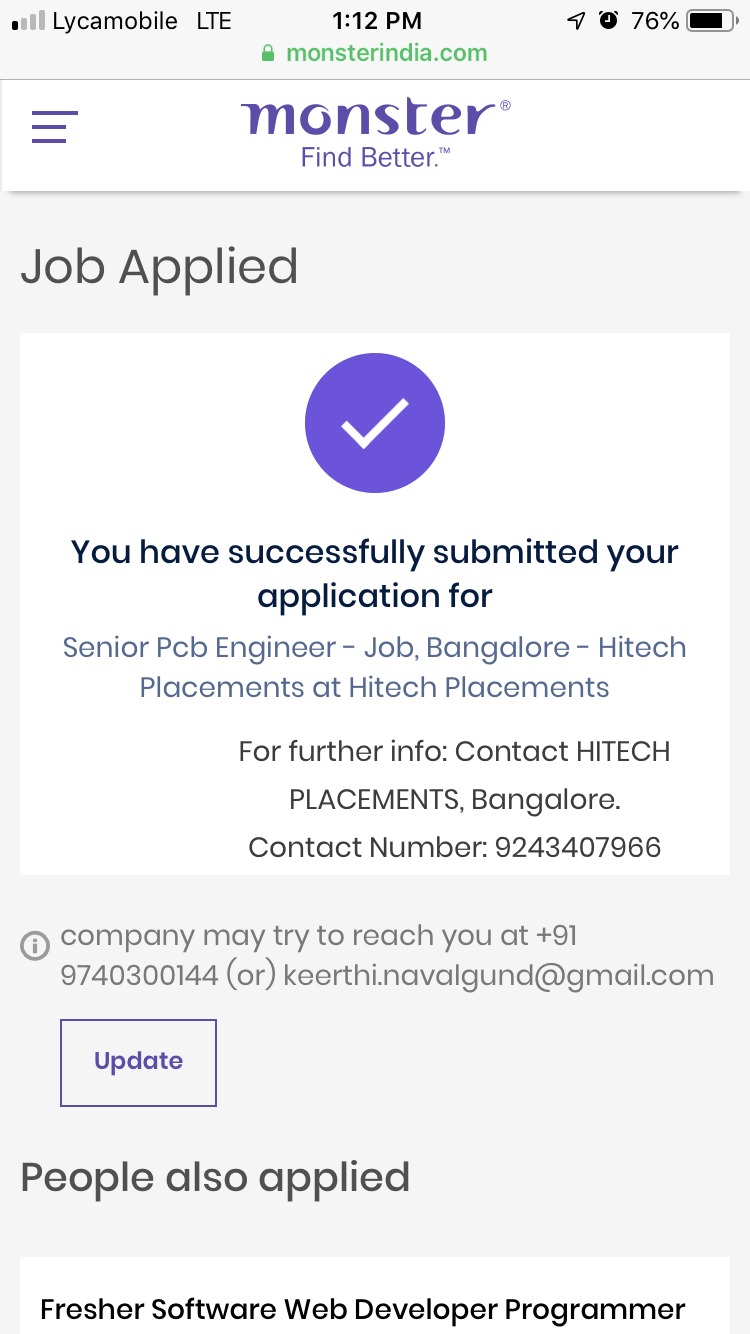 Lycamobile LTE 1:12 PM 76%
monsterindia.com
monster®
Find Better.™
Job Applied
You have successfully submitted your
application for
Senior Pcb Engineer - Job, Bangalore - Hitech
Placements at Hitech Placements
For further info: Contact HITECH
PLACEMENTS, Bangalore.
Contact Number: 9243407966
company may try to reach you at +91
9740300144 (or) keerthi.navalgund@gmail.com
Update
People also applied
Fresher Software Web Developer Programmer